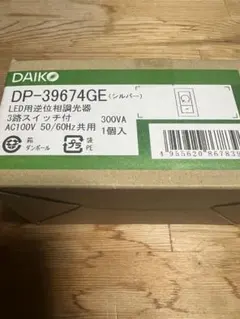 DAIKO
DP-39674GE(シルバー)
LED用逆位相調光器
3路スイッチ付 300VA
AC100V 50/60Hz共用 1個入
箱
ダンボール
プラ
袋
PE